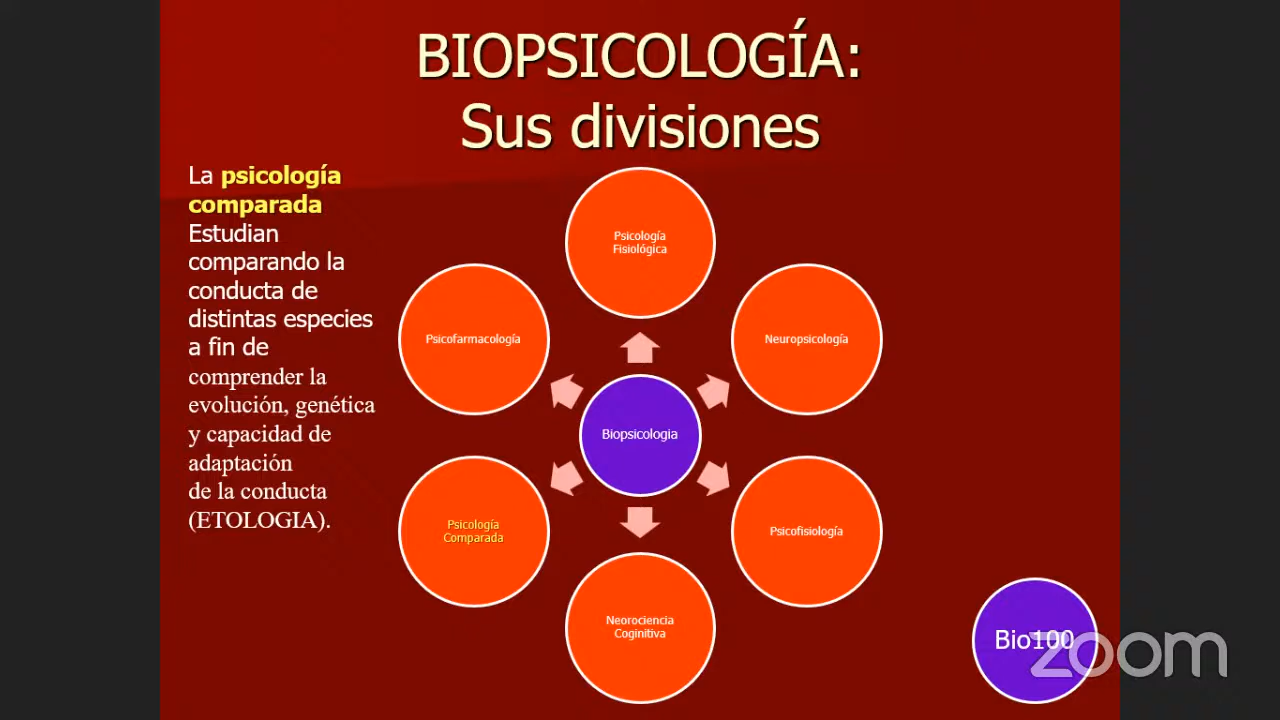 BIOPSICOLOGÍA:
Sus divisiones
La psicología
comparada
Estudian
comparando la
conducta de
distintas especies
a fin de
comprender la
evolución, genética
y capacidad de
adaptación
de la conducta
(ETOLOGIA).
Psicología
Fisiológica
Psicofarmacología
Neuropsicología
Biopsicologia
Psicología
Comparada
Psicofisiología
Neorociencia
Coginitiva
Bio100
zoom